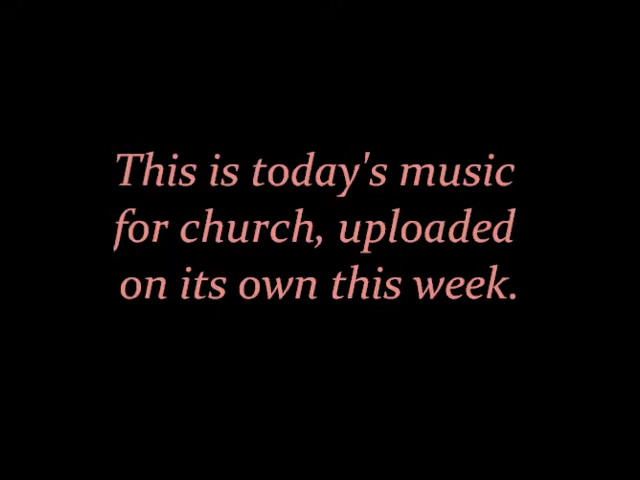 This is today's music
for church, uploaded
on its own this week.